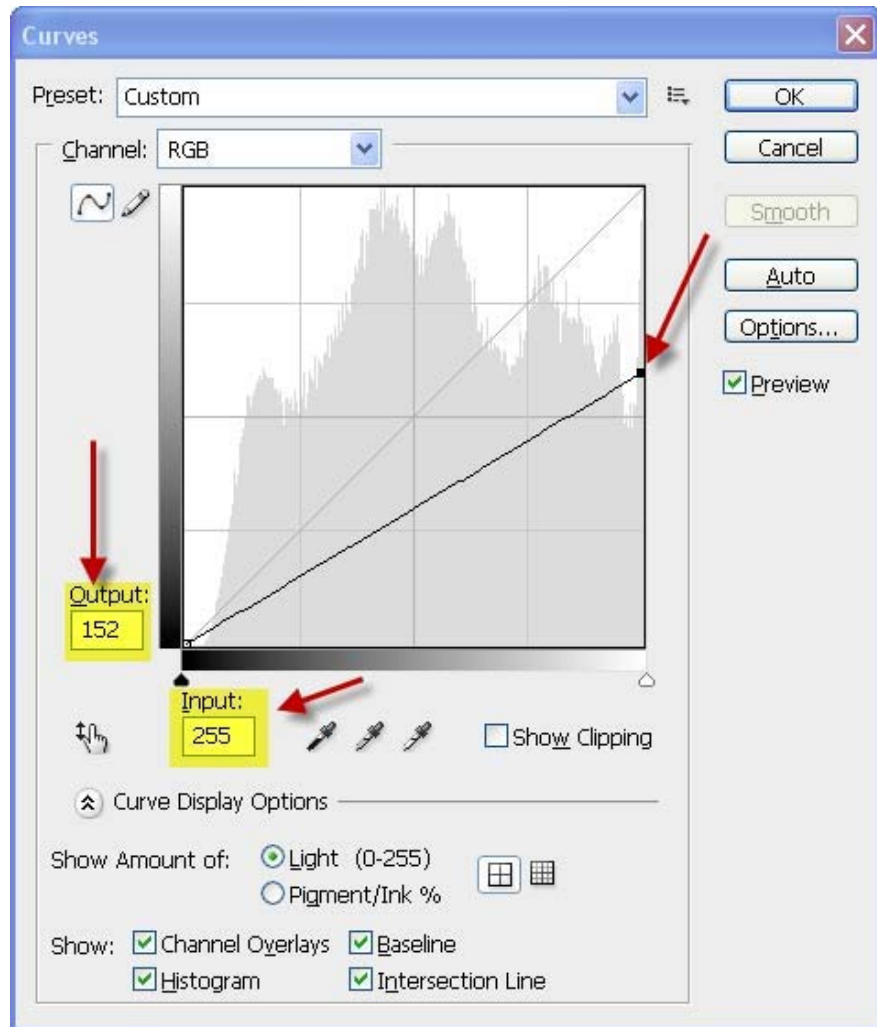 Curves
Preset: Custom
OK
Channel: RGB
Cancel
Smooth
Auto
Options...
Preview
Output:
152
Input:
255
Show Clipping
Curve Display Options
Show Amount of: Light (0-255)
Pigment/Ink %
Show: Channel Overlays Baseline
Histogram Intersection Line